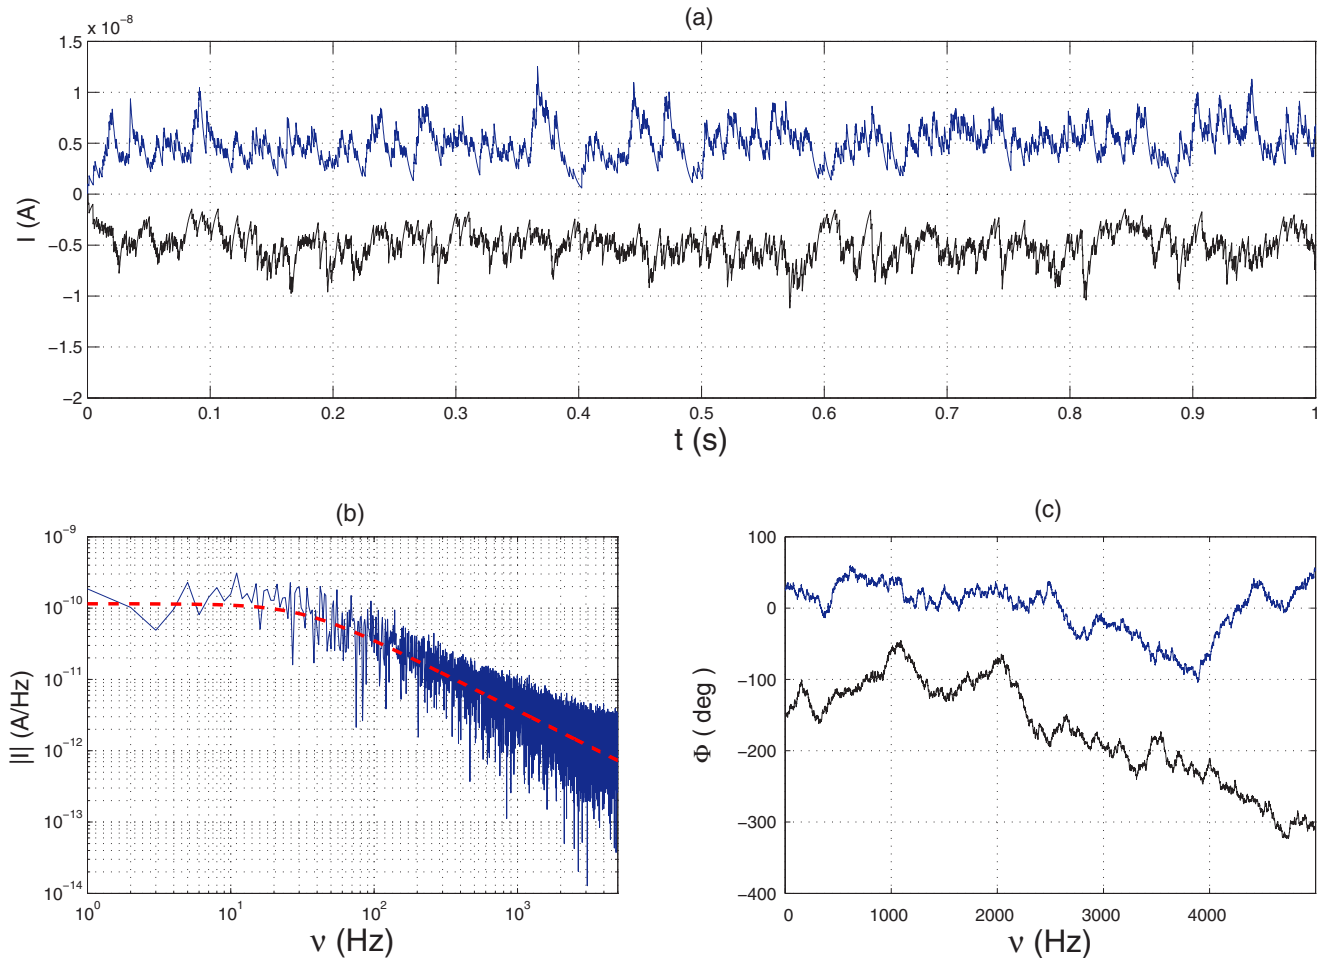 (a)
x 10⁻⁸
1.5
1
0.5
0
−0.5
−1
−1.5
−2
I (A)
0 0.1 0.2 0.3 0.4 0.5 0.6 0.7 0.8 0.9 1
t (s)
(b)
10⁻⁹
10⁻¹⁰
10⁻¹¹
10⁻¹²
10⁻¹³
10⁻¹⁴
|I| (A/Hz)
10⁰ 10¹ 10² 10³
ν (Hz)
(c)
100
0
−100
−200
−300
−400
Φ ( deg )
0 1000 2000 3000 4000
ν (Hz)